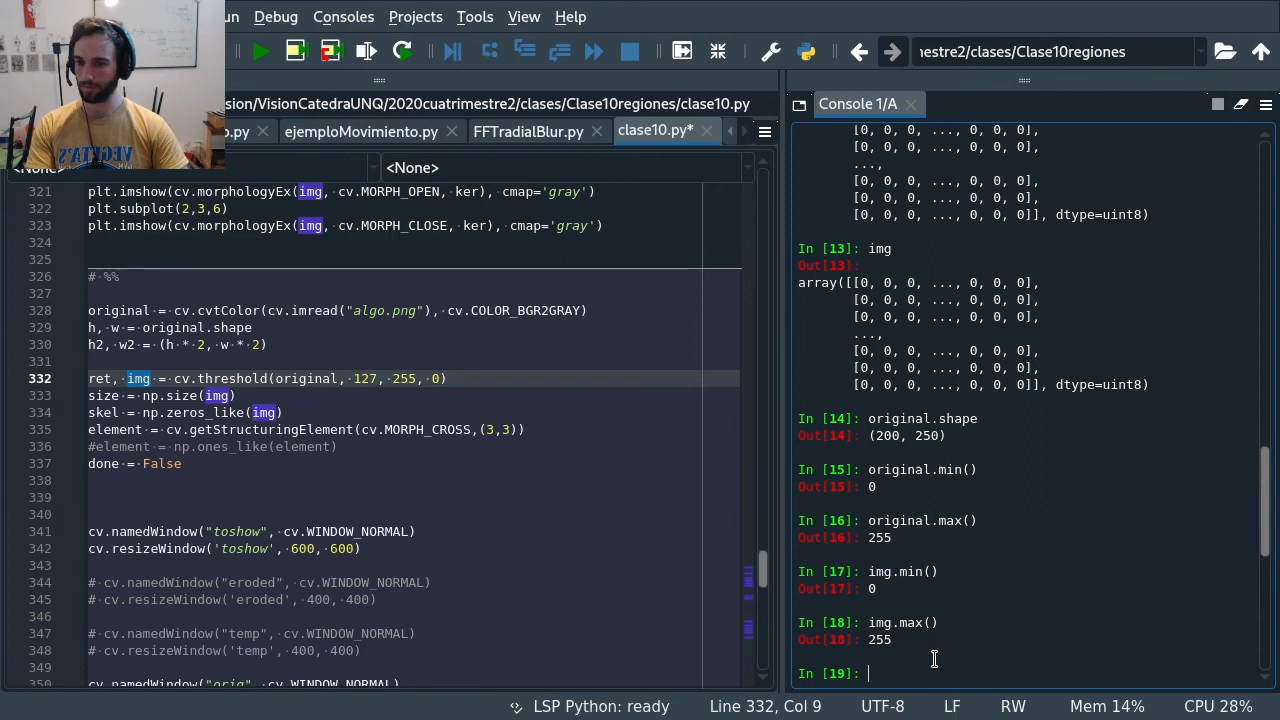 un Debug Consoles Projects Tools View Help
ıestre2/clases/Clase10regiones
sion/VisionCatedraUNQ/2020cuatrimestre2/clases/Clase10regiones/clase10.py
p.py ejemploMovimiento.py FFTradialBlur.py clase10.py*
<None> <None>
321 plt.imshow(cv.morphologyEx(img, cv.MORPH_OPEN, ker), cmap='gray')
322 plt.subplot(2,3,6)
323 plt.imshow(cv.morphologyEx(img, cv.MORPH_CLOSE, ker), cmap='gray')
324
325
326 # %%
327
328 original = cv.cvtColor(cv.imread("algo.png"), cv.COLOR_BGR2GRAY)
329 h, w = original.shape
330 h2, w2 = (h * 2, w * 2)
331
332 ret, img = cv.threshold(original, 127, 255, 0)
333 size = np.size(img)
334 skel = np.zeros_like(img)
335 element = cv.getStructuringElement(cv.MORPH_CROSS,(3,3))
336 #element = np.ones_like(element)
337 done = False
338
339
340
341 cv.namedWindow("toshow", cv.WINDOW_NORMAL)
342 cv.resizeWindow('toshow', 600, 600)
343
344 # cv.namedWindow("eroded", cv.WINDOW_NORMAL)
345 # cv.resizeWindow('eroded', 400, 400)
346
347 # cv.namedWindow("temp", cv.WINDOW_NORMAL)
348 # cv.resizeWindow('temp', 400, 400)
349
350 cv.namedWindow("orig", cv.WINDOW_NORMAL)
Console 1/A
[0, 0, 0, ..., 0, 0, 0],
[0, 0, 0, ..., 0, 0, 0],
...,
[0, 0, 0, ..., 0, 0, 0],
[0, 0, 0, ..., 0, 0, 0],
[0, 0, 0, ..., 0, 0, 0]], dtype=uint8)
In [13]: img
Out[13]:
array([[0, 0, 0, ..., 0, 0, 0],
[0, 0, 0, ..., 0, 0, 0],
[0, 0, 0, ..., 0, 0, 0],
...,
[0, 0, 0, ..., 0, 0, 0],
[0, 0, 0, ..., 0, 0, 0],
[0, 0, 0, ..., 0, 0, 0]], dtype=uint8)
In [14]: original.shape
Out[14]: (200, 250)
In [15]: original.min()
Out[15]: 0
In [16]: original.max()
Out[16]: 255
In [17]: img.min()
Out[17]: 0
In [18]: img.max()
Out[18]: 255
In [19]:
LSP Python: ready Line 332, Col 9 UTF-8 LF RW Mem 14% CPU 28%